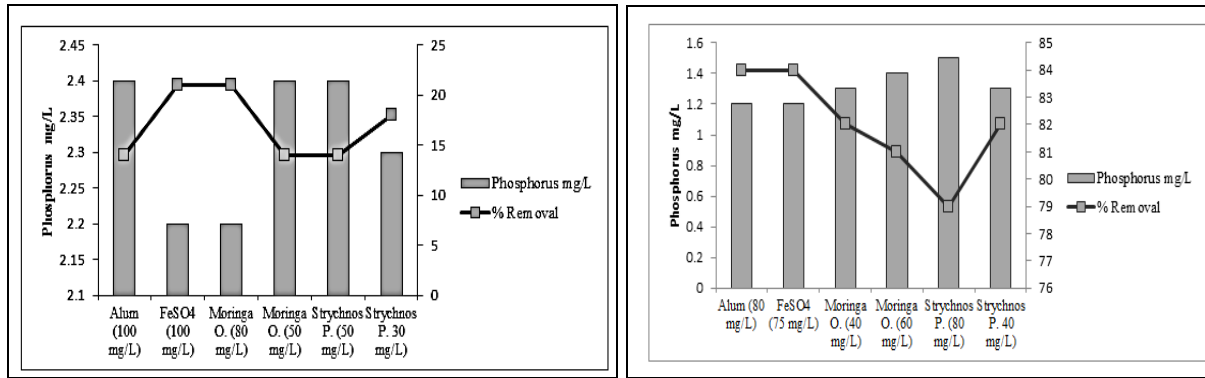 2.45
2.4
2.35
2.3
2.25
2.2
2.15
2.1
Phosphorus mg/L
25
20
15
10
5
0
Phosphorus mg/L
% Removal
Alum (100 mg/L)
FeSO4 (100 mg/L)
Moringa O. (80 mg/L)
Moringa O. (50 mg/L)
Strychnos P. (50 mg/L)
Strychnos P. 30 mg/L)
1.6
1.4
1.2
1
0.8
0.6
0.4
0.2
0
Phosphorus mg/L
85
84
83
82
81
80
79
78
77
76
Phosphorus mg/L
% Removal
Alum (80 mg/L)
FeSO4 (75 mg/L)
Moringa O. (40 mg/L)
Moringa O. (60 mg/L)
Strychnos P. (80 mg/L)
Strychnos P. 40 mg/L)